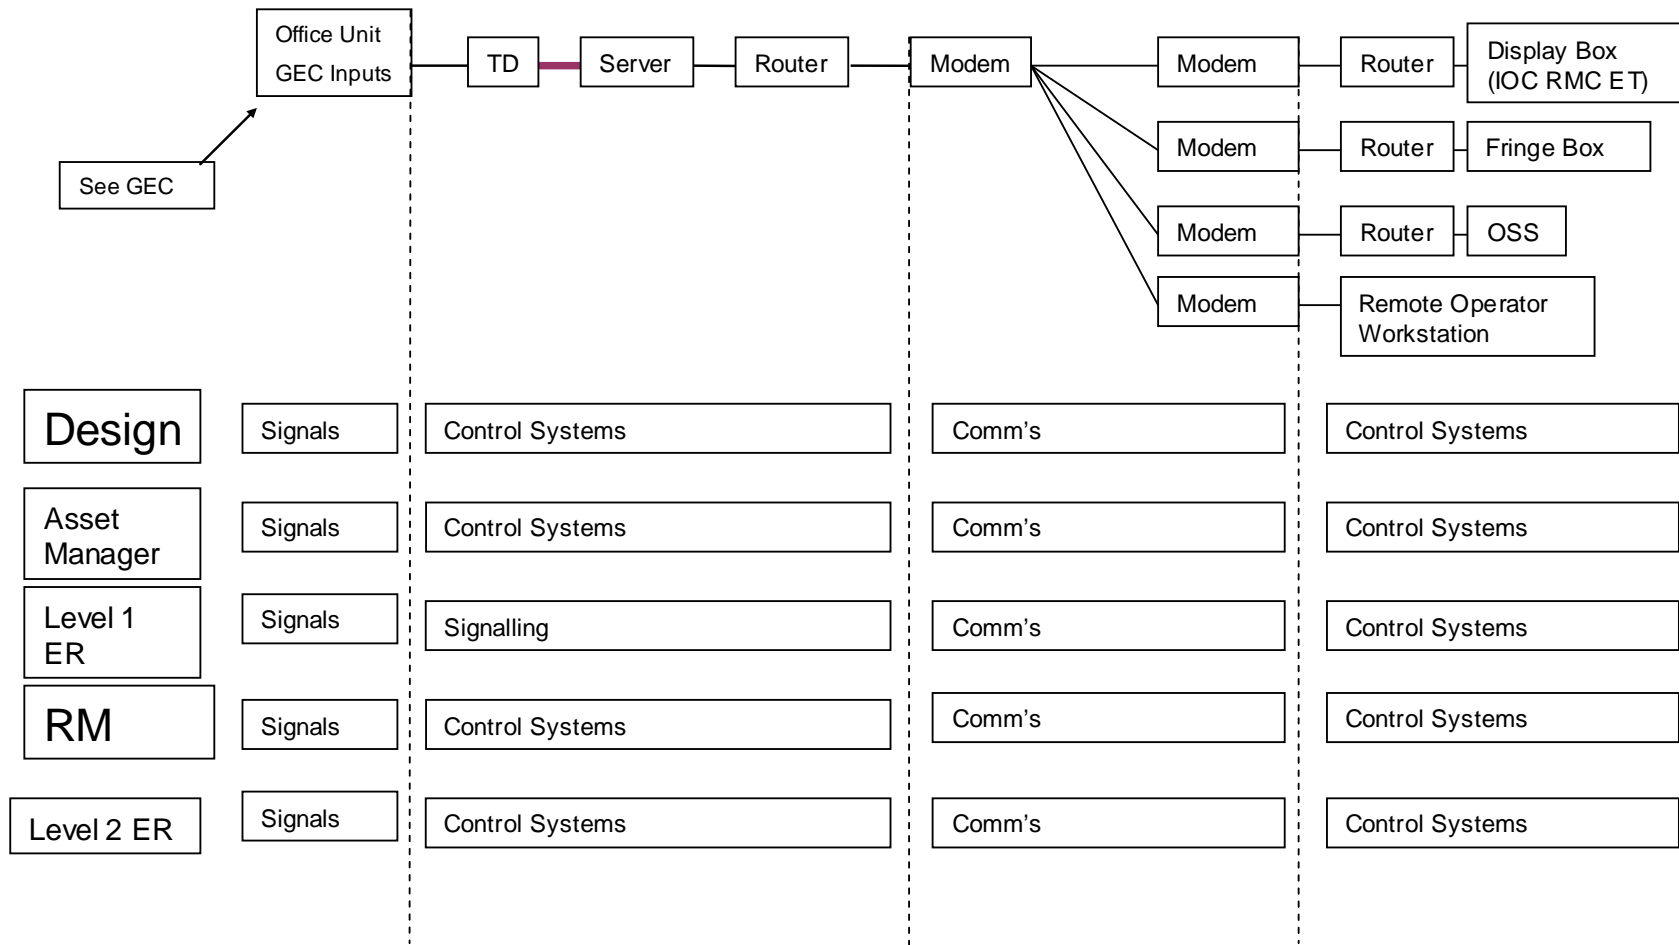 Office Unit
GEC Inputs
TD
Server
Router
Modem
Modem
Router
Display Box
(IOC RMC ET)
Modem
Router
Fringe Box
See GEC
Modem
Router
OSS
Modem
Remote Operator
Workstation
Design
Signals
Control Systems
Comm's
Control Systems
Asset
Manager
Signals
Control Systems
Comm's
Control Systems
Level 1
ER
Signals
Signalling
Comm's
Control Systems
RM
Signals
Control Systems
Comm's
Control Systems
Level 2 ER
Signals
Control Systems
Comm's
Control Systems